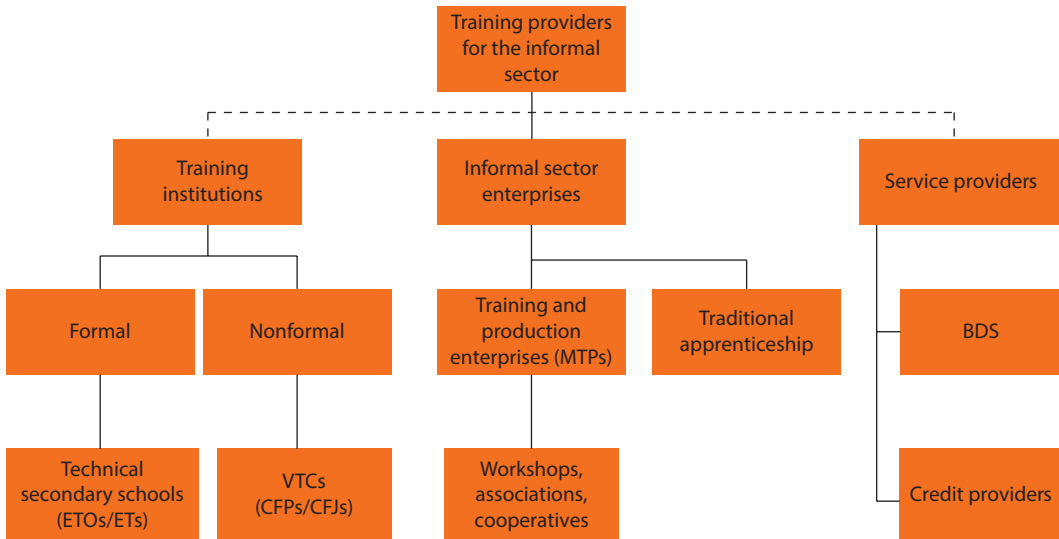 Training providers
for the informal
sector
Training
institutions
Informal sector
enterprises
Service providers
Formal
Nonformal
Training and
production
enterprises (MTPs)
Traditional
apprenticeship
BDS
Technical
secondary schools
(ETOs/ETs)
VTCs
(CFPs/CFJs)
Workshops,
associations,
cooperatives
Credit providers